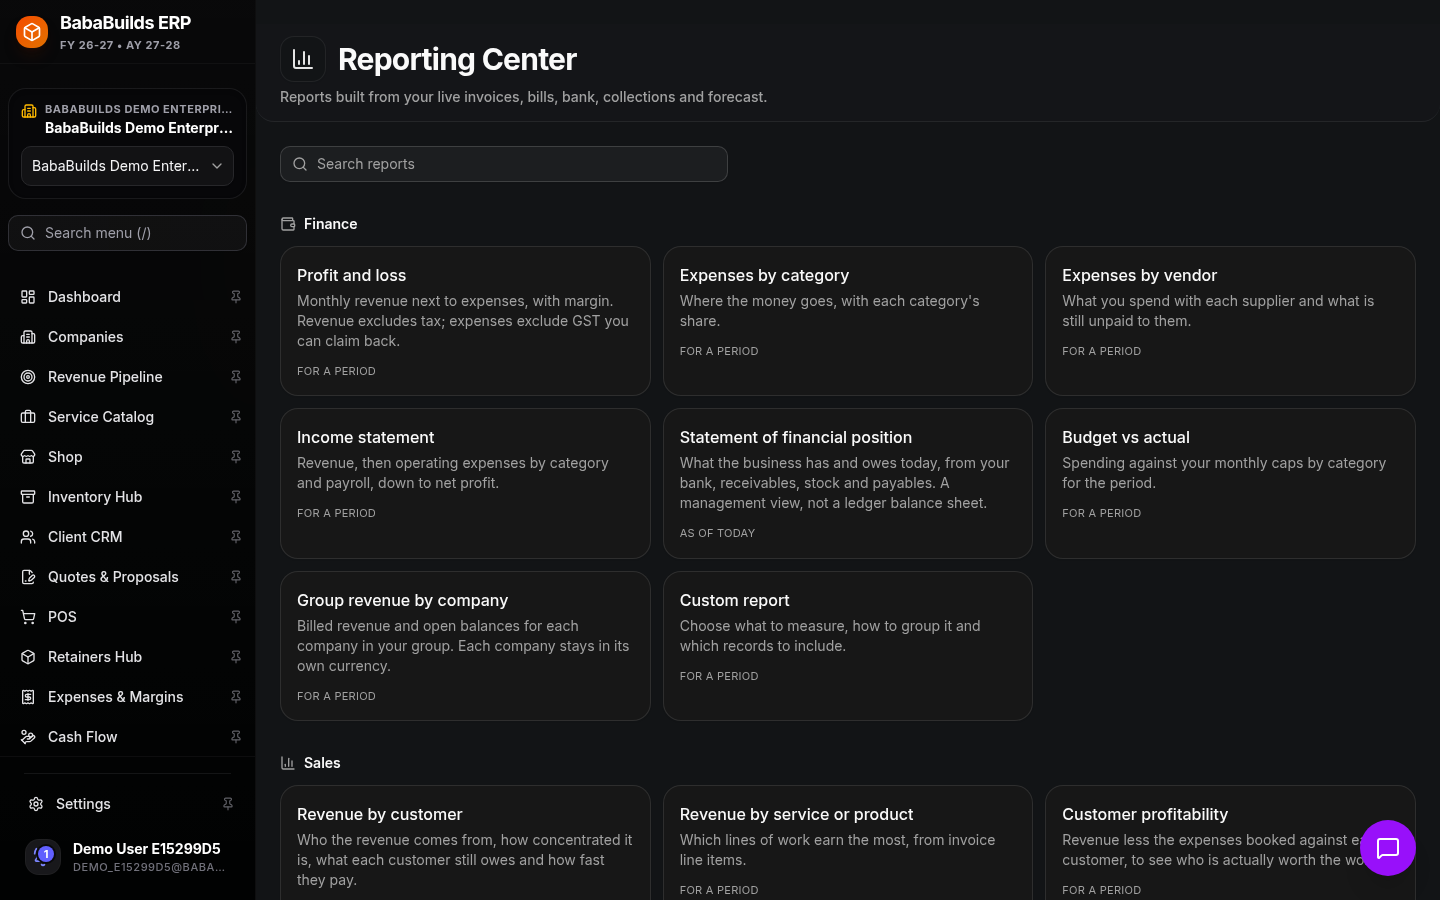 BabaBuilds ERP
FY 26-27 • AY 27-28
BABABUILDS DEMO ENTERPRI...
BabaBuilds Demo Enterpr...
BabaBuilds Demo Enter...
Search menu (/)
Dashboard
Companies
Revenue Pipeline
Service Catalog
Shop
Inventory Hub
Client CRM
Quotes & Proposals
POS
Retainers Hub
Expenses & Margins
Cash Flow
Settings
1
Demo User E15299D5
DEMO_E15299D5@BABA...
Reporting Center
Reports built from your live invoices, bills, bank, collections and forecast.
Search reports
Finance
Profit and loss
Monthly revenue next to expenses, with margin.
Revenue excludes tax; expenses exclude GST you
can claim back.
FOR A PERIOD
Expenses by category
Where the money goes, with each category's
share.
FOR A PERIOD
Expenses by vendor
What you spend with each supplier and what is
still unpaid to them.
FOR A PERIOD
Income statement
Revenue, then operating expenses by category
and payroll, down to net profit.
FOR A PERIOD
Statement of financial position
What the business has and owes today, from your
bank, receivables, stock and payables. A
management view, not a ledger balance sheet.
AS OF TODAY
Budget vs actual
Spending against your monthly caps by category
for the period.
FOR A PERIOD
Group revenue by company
Billed revenue and open balances for each
company in your group. Each company stays in its
own currency.
FOR A PERIOD
Custom report
Choose what to measure, how to group it and
which records to include.
FOR A PERIOD
Sales
Revenue by customer
Who the revenue comes from, how concentrated it
is, what each customer still owes and how fast
they pay.
Revenue by service or product
Which lines of work earn the most, from invoice
line items.
FOR A PERIOD
Customer profitability
Revenue less the expenses booked against
customer, to see who is actually worth the
FOR A PERIOD